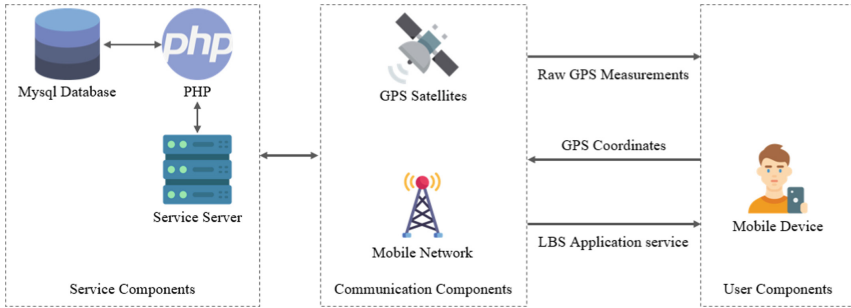 php
Mysql Database
PHP
Service Server
Service Components
GPS Satellites
Mobile Network
Communication Components
Raw GPS Measurements
GPS Coordinates
LBS Application service
Mobile Device
User Components